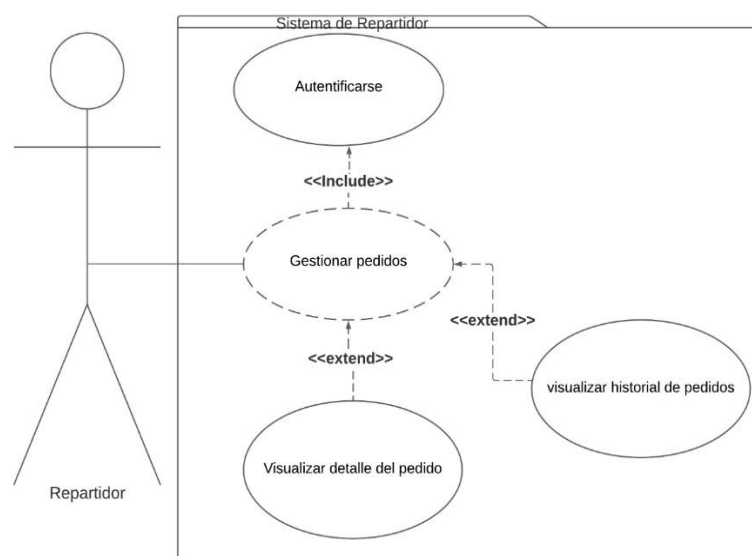 Sistema de Repartidor
Autentificarse
<<Include>>
Gestionar pedidos
<<extend>>
<<extend>>
visualizar historial de pedidos
Visualizar detalle del pedido
Repartidor